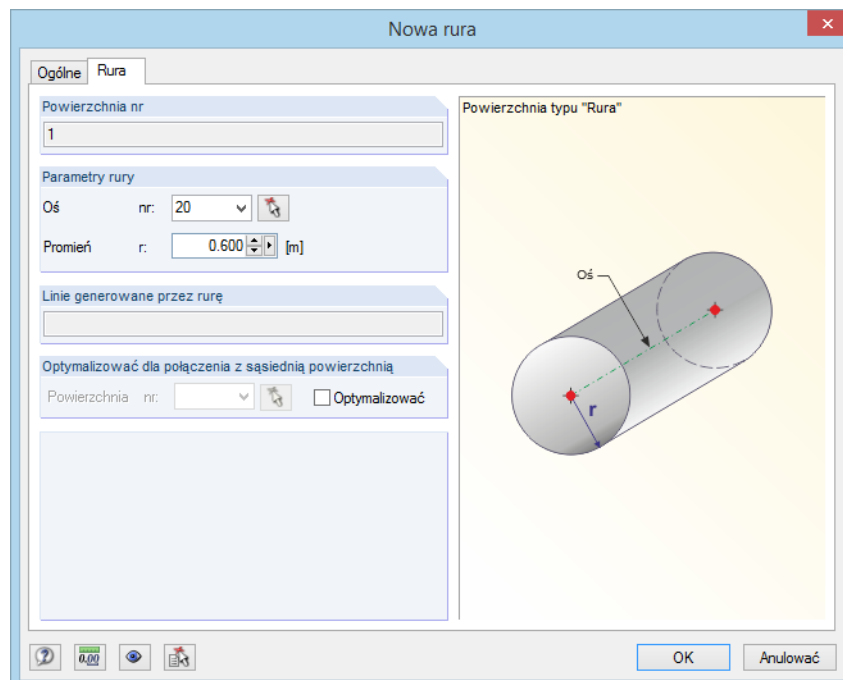 Nowa rura
Ogólne Rura
Powierzchnia nr
1
Parametry rury
Oś nr: 20
Promień r: 0.600 [m]
Linie generowane przez rurę
Optymalizować dla połączenia z sąsiednią powierzchnią
Powierzchnia nr: Optymalizować
Powierzchnia typu "Rura"
Oś
r
0.00
OK Anulować